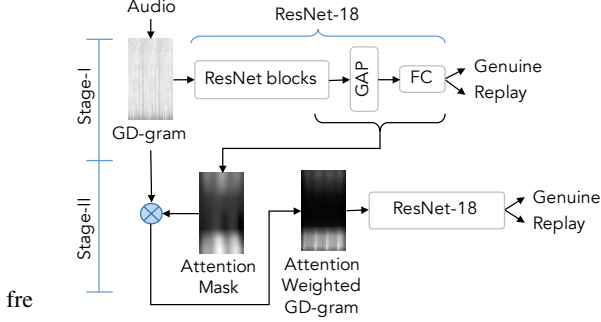 Audio
ResNet-18
Stage-I
ResNet blocks
GAP
FC
Genuine
Replay
GD-gram
Stage-II
ResNet-18
Genuine
Replay
Attention
Mask
Attention
Weighted
GD-gram
fre